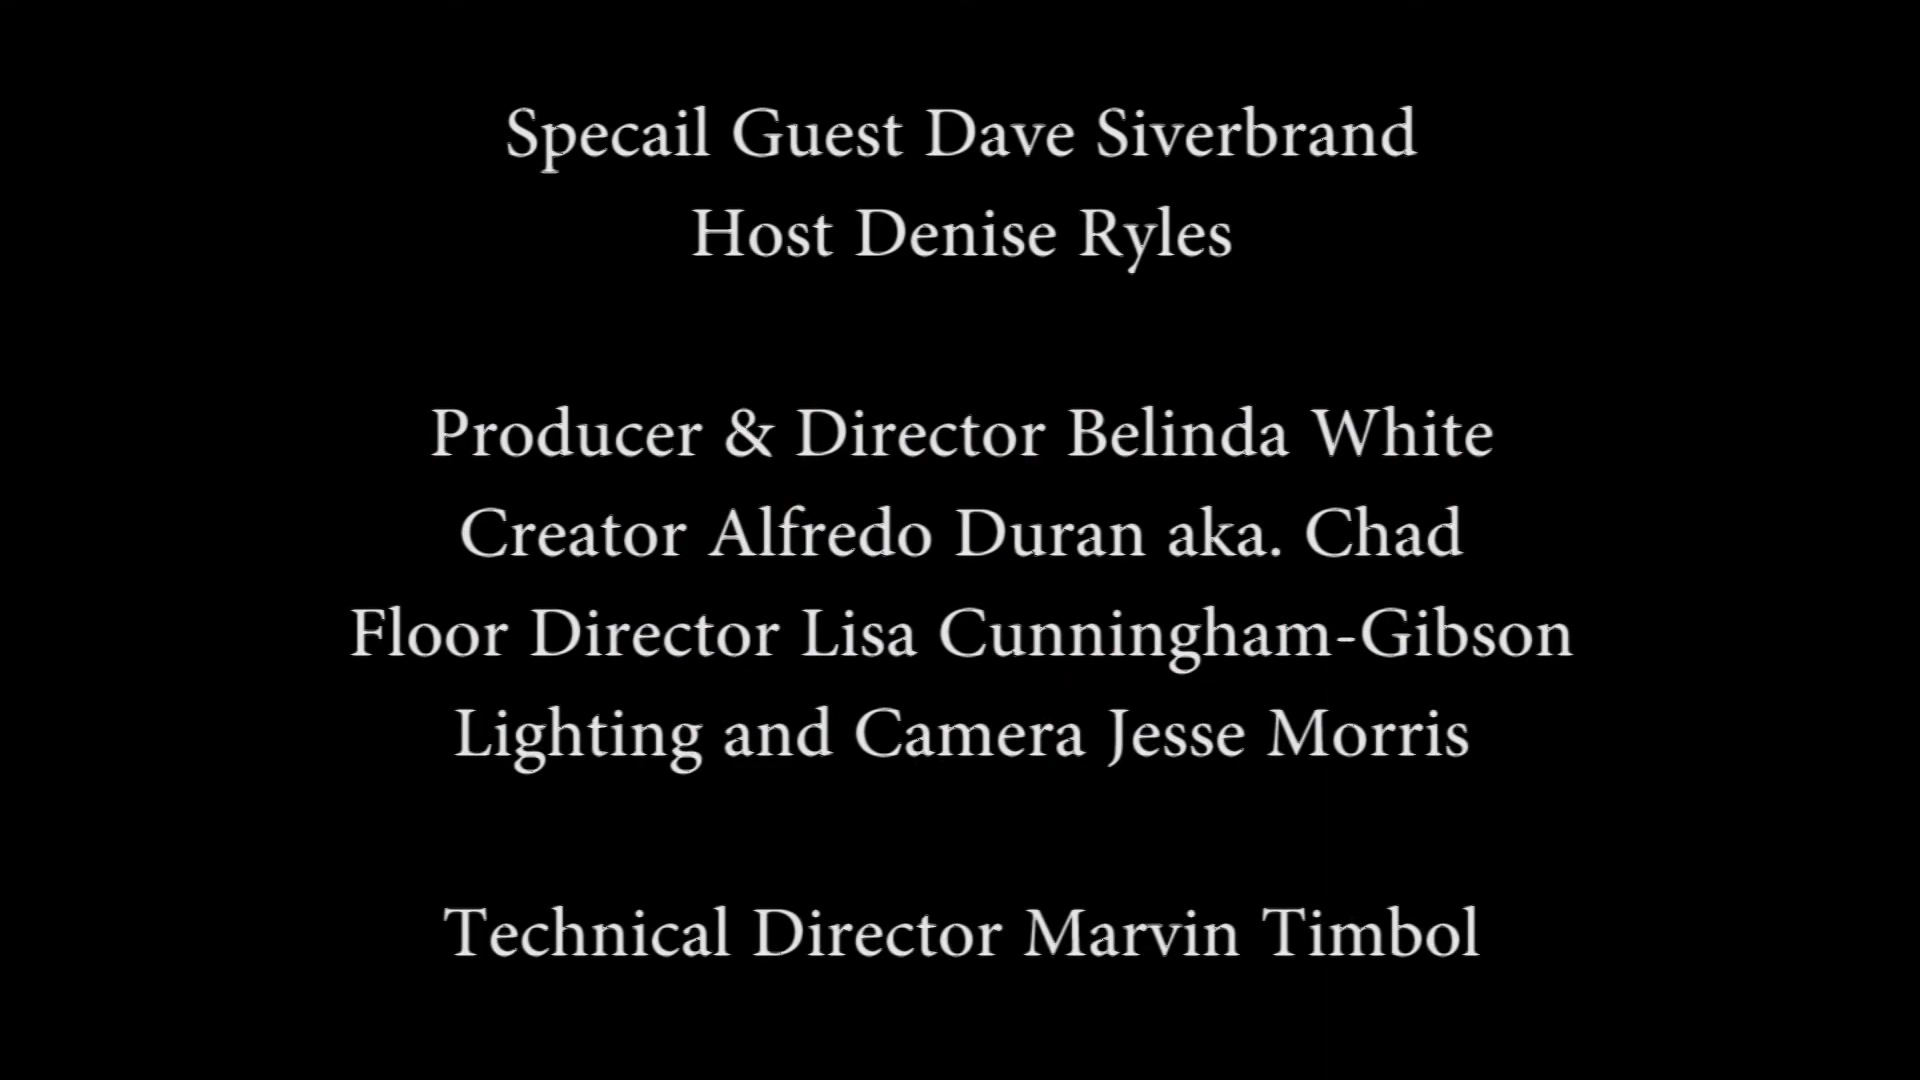 Specail Guest Dave Siverbrand
Host Denise Ryles
Producer & Director Belinda White
Creator Alfredo Duran aka. Chad
Floor Director Lisa Cunningham-Gibson
Lighting and Camera Jesse Morris
Technical Director Marvin Timbol